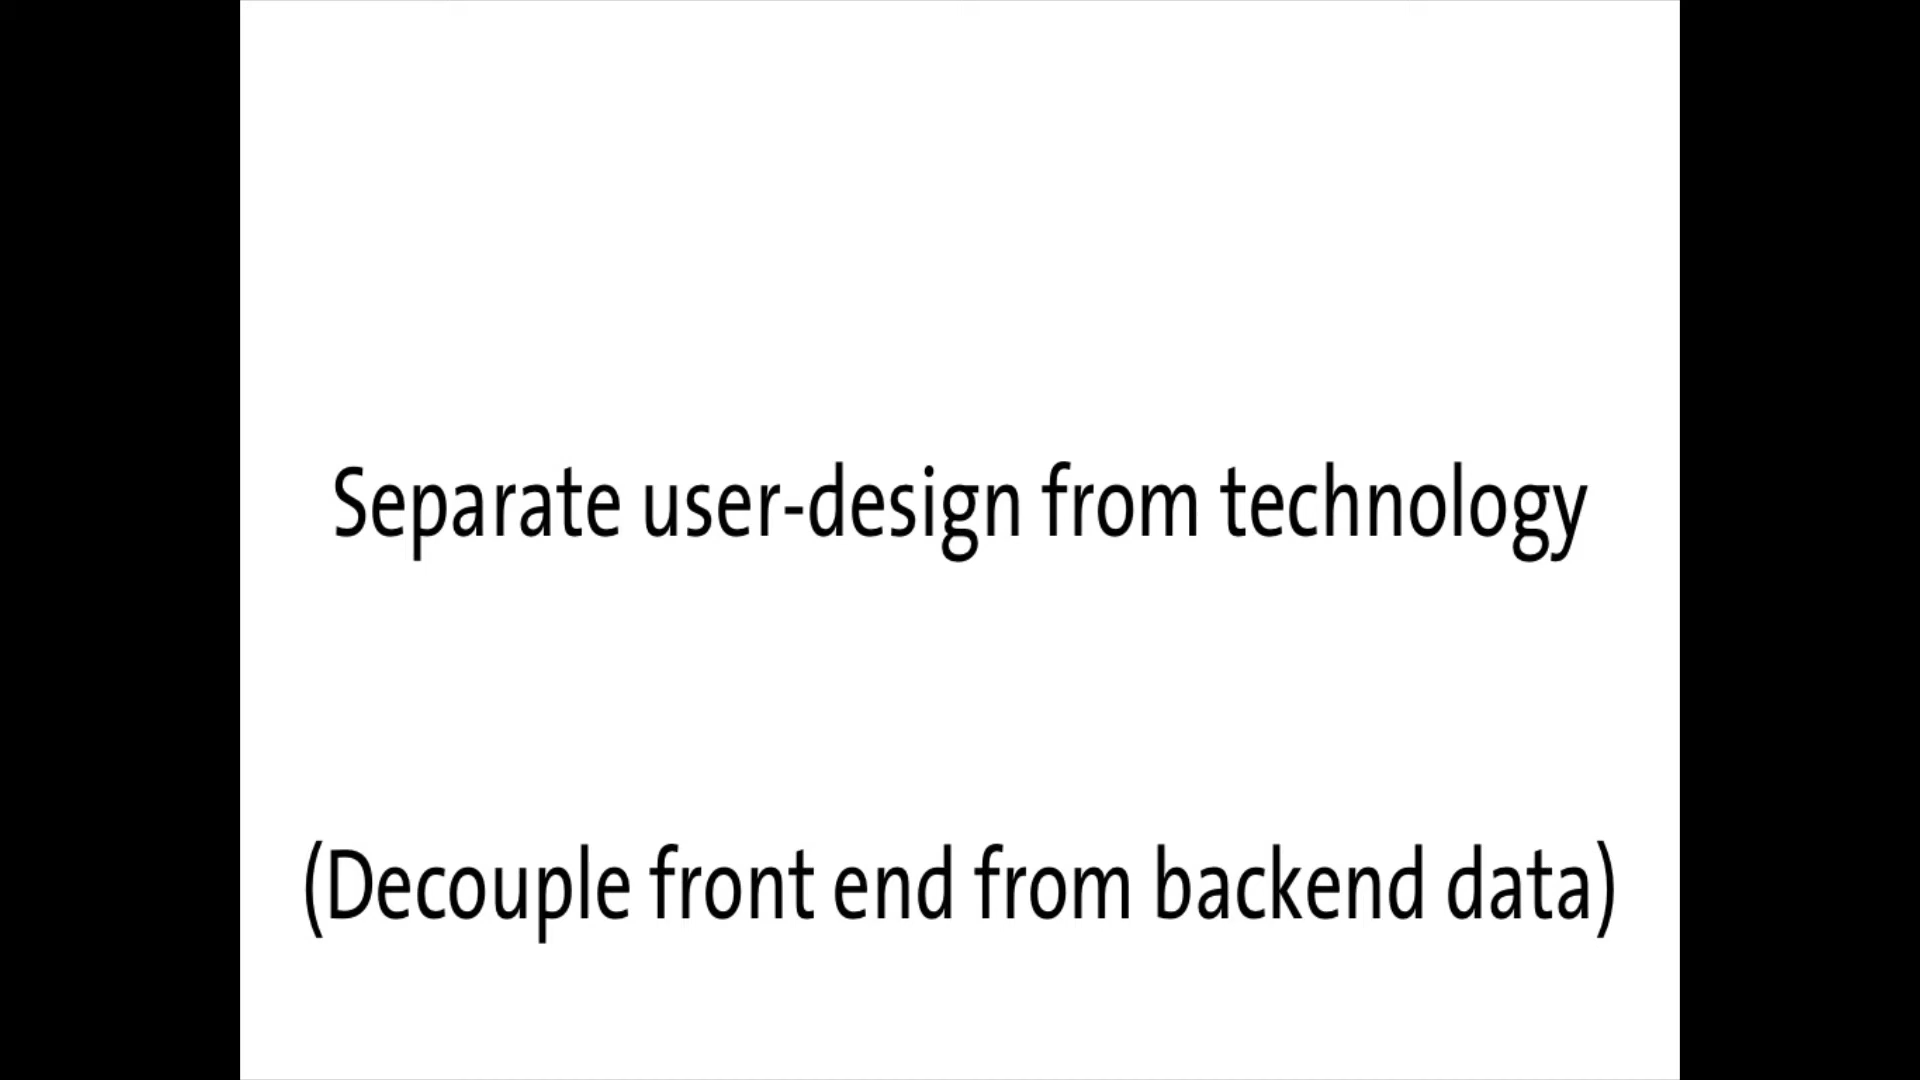 Separate user-design from technology
(Decouple front end from backend data)